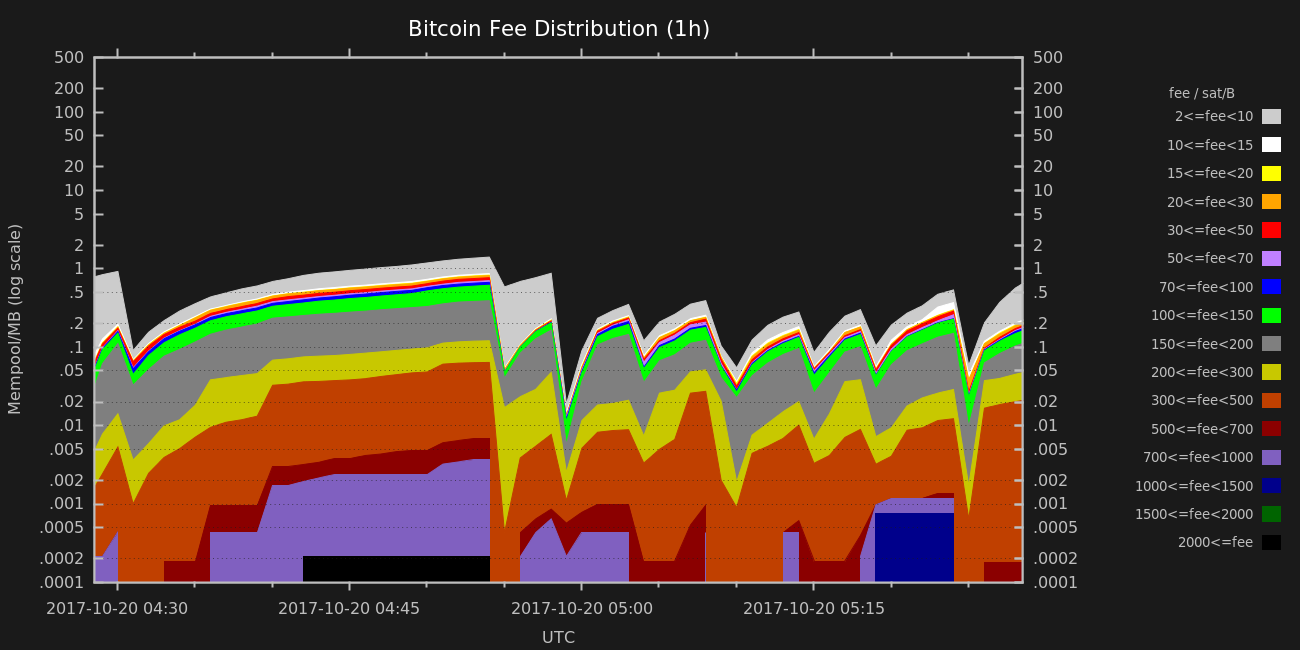 Bitcoin Fee Distribution (1h)
Mempool/MB (log scale)
500 500
200 200
100 100
50 50
20 20
10 10
5 5
2 2
1 1
.5 .5
.2 .2
.1 .1
.05 .05
.02 .02
.01 .01
.005 .005
.002 .002
.001 .001
.0005 .0005
.0002 .0002
.0001 .0001
2017-10-20 04:30 2017-10-20 04:45 2017-10-20 05:00 2017-10-20 05:15
UTC
fee / sat/B
2<=fee<10
10<=fee<15
15<=fee<20
20<=fee<30
30<=fee<50
50<=fee<70
70<=fee<100
100<=fee<150
150<=fee<200
200<=fee<300
300<=fee<500
500<=fee<700
700<=fee<1000
1000<=fee<1500
1500<=fee<2000
2000<=fee